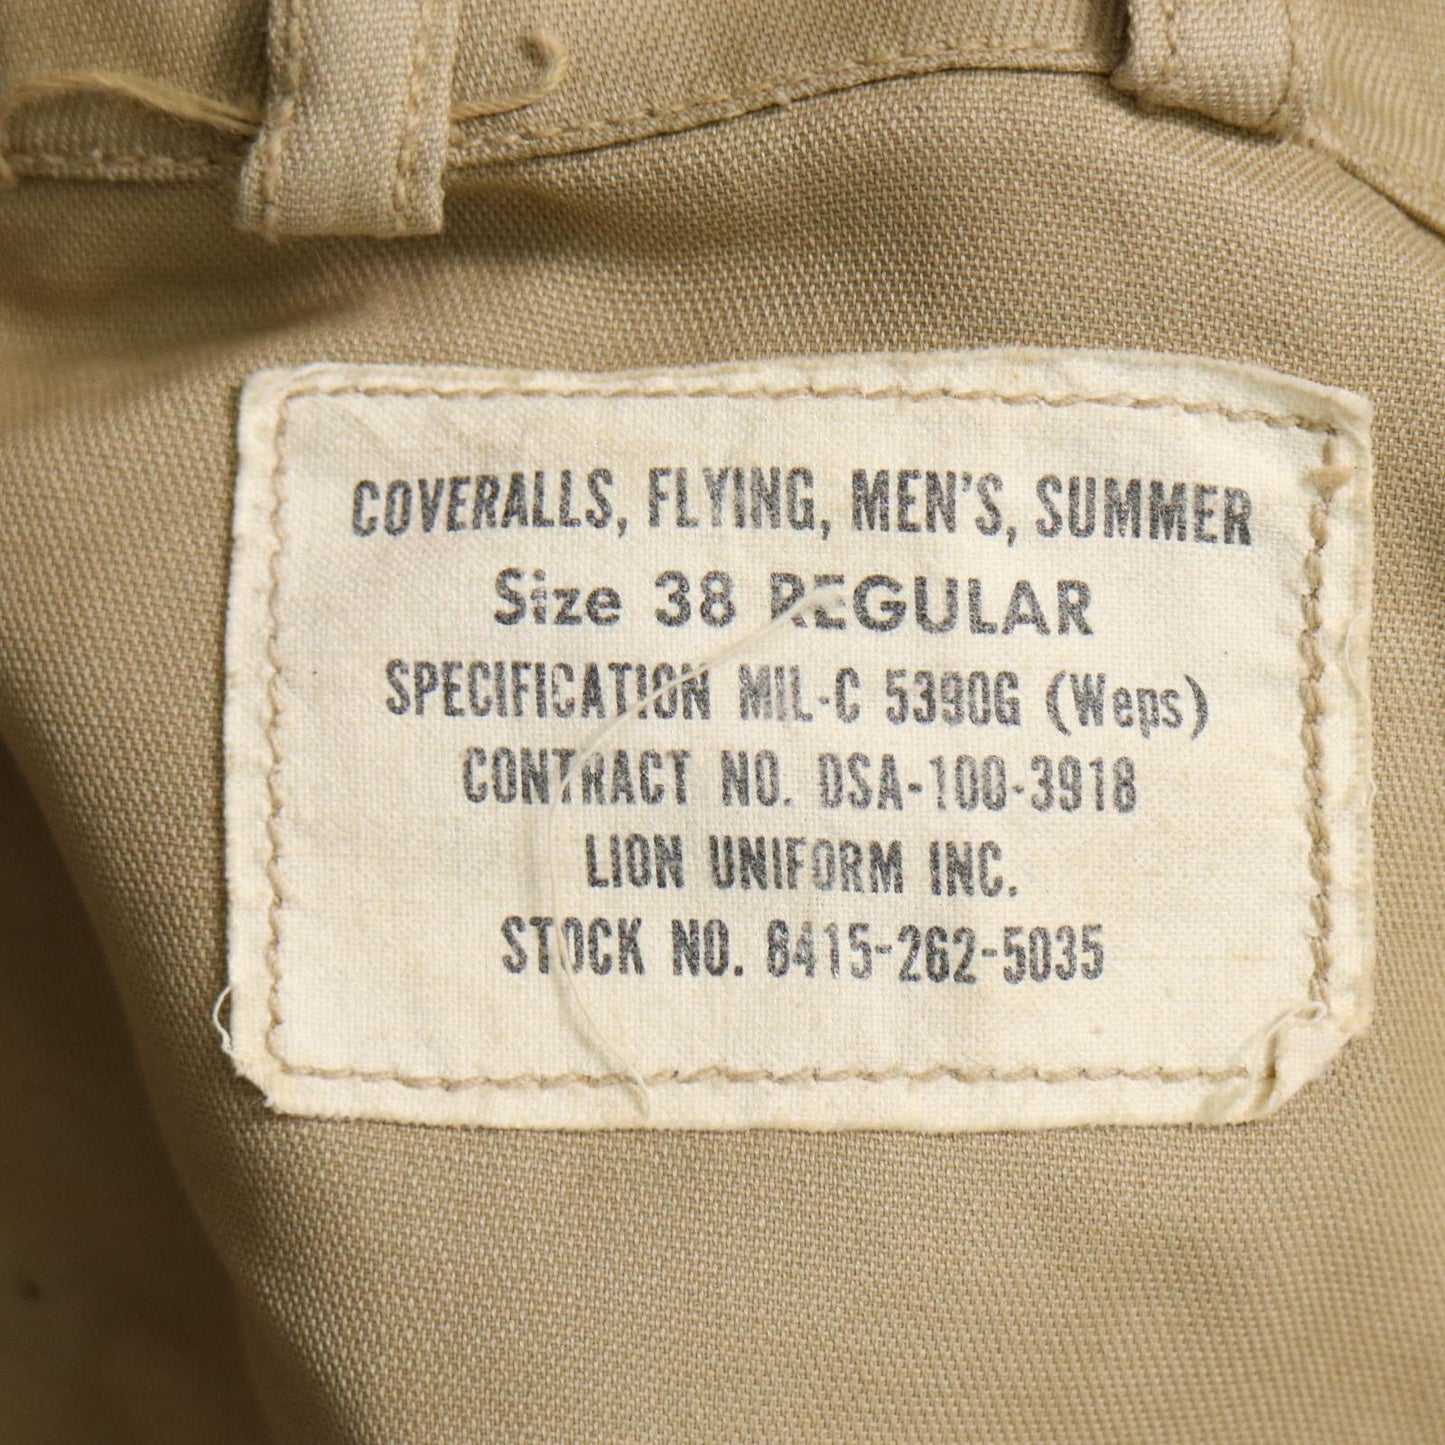 COVERALLS, FLYING, MEN'S, SUMMER
Size 38 REGULAR
SPECIFICATION MIL-C 5390G (Weps)
CONTRACT NO. DSA-100-3918
LION UNIFORM INC.
STOCK NO. 8415-262-5035